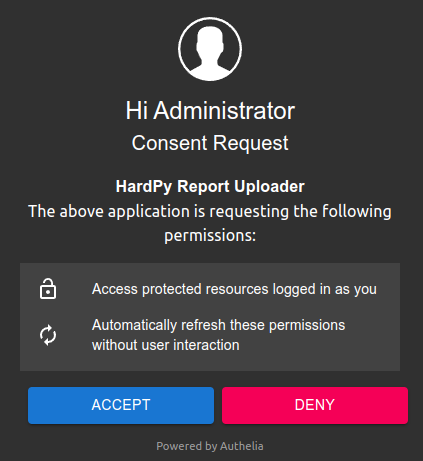 Hi Administrator
Consent Request
HardPy Report Uploader
The above application is requesting the following
permissions:
Access protected resources logged in as you
Automatically refresh these permissions
without user interaction
ACCEPT
DENY
Powered by Authelia